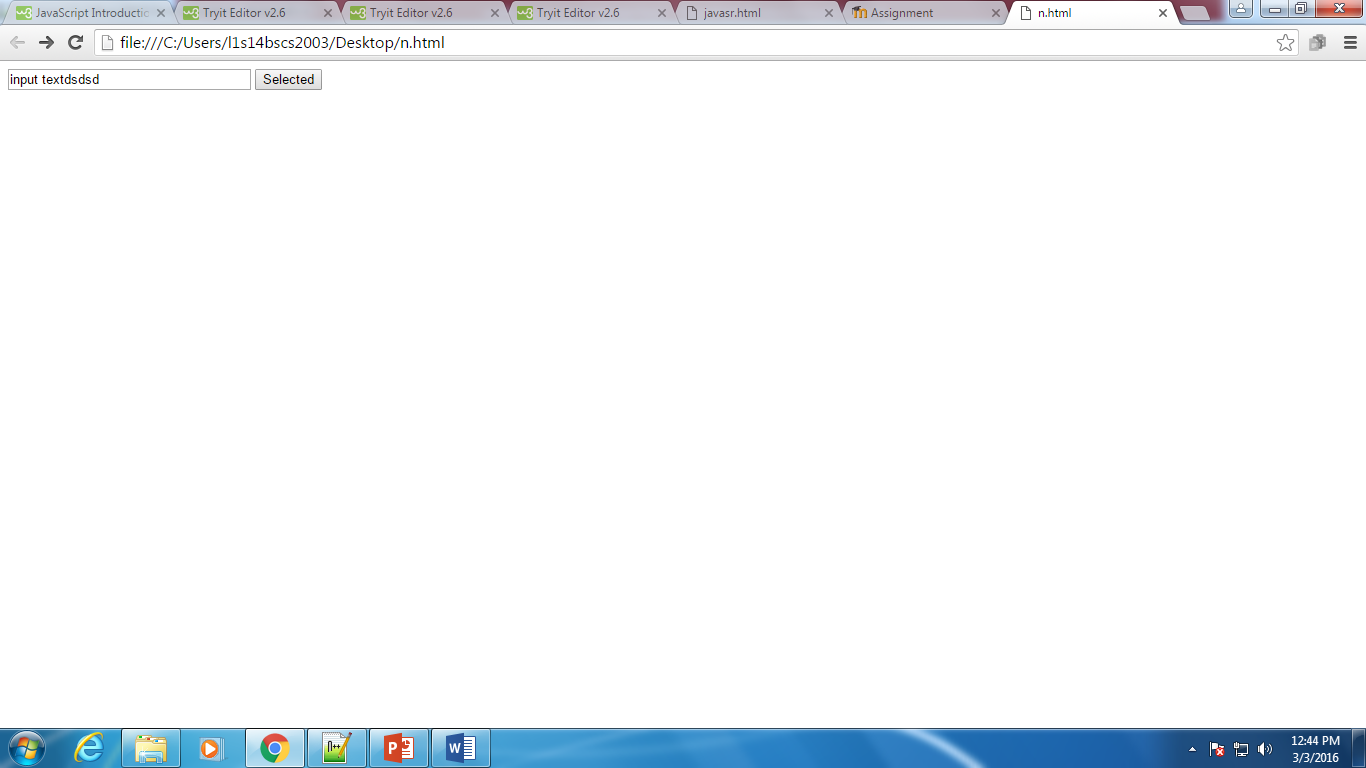 JavaScript Introductic
Tryit Editor v2.6
Tryit Editor v2.6
Tryit Editor v2.6
javasr.html
Assignment
n.html
file:///C:/Users/l1s14bscs2003/Desktop/n.html
input textdsdsd
Selected
12:44 PM
3/3/2016